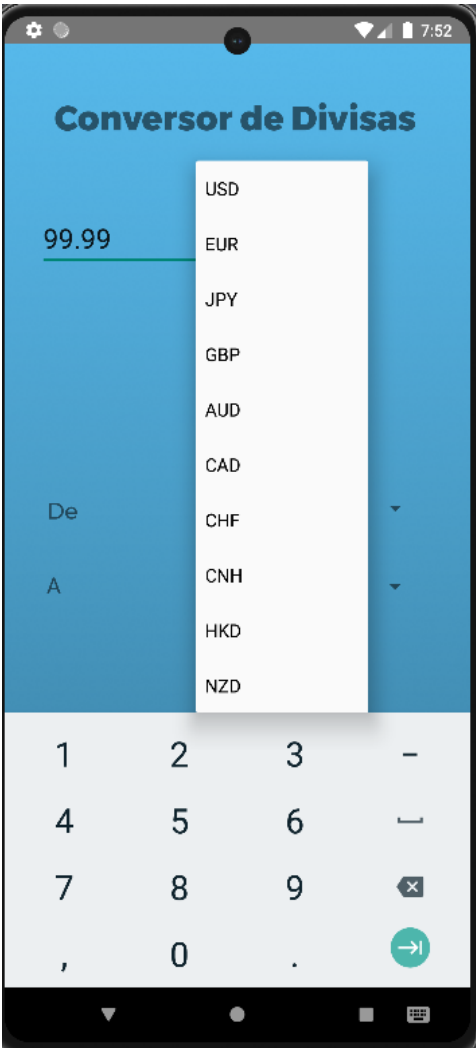 7:52
Conversor de Divisas
99.99
USD
EUR
JPY
GBP
AUD
CAD
CHF
CNH
HKD
NZD
De
A
1 2 3 -
4 5 6
7 8 9
, 0 .